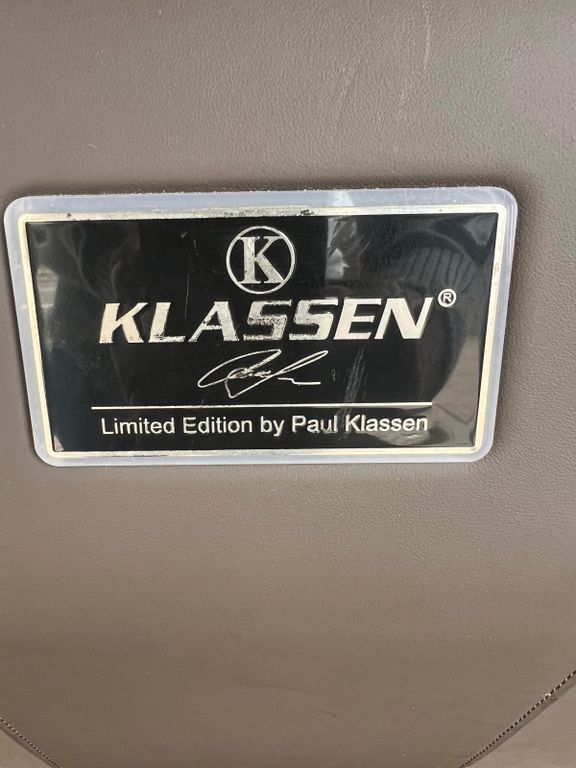 K
KLASSEN®
Limited Edition by Paul Klassen